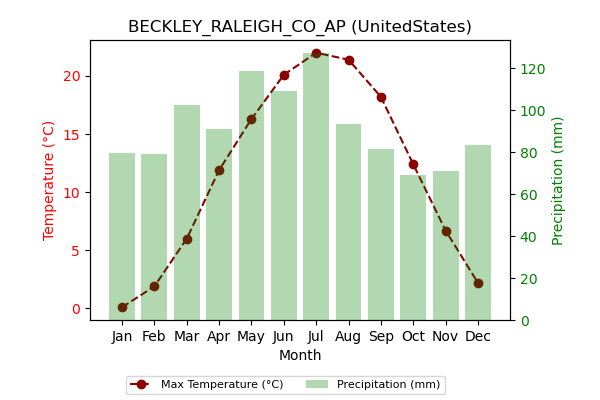 BECKLEY_RALEIGH_CO_AP (UnitedStates)
Temperature (°C)
20
15
10
5
0
120
100
80
60
40
20
0
Precipitation (mm)
Jan Feb Mar Apr May Jun Jul Aug Sep Oct Nov Dec
Month
Max Temperature (°C) Precipitation (mm)